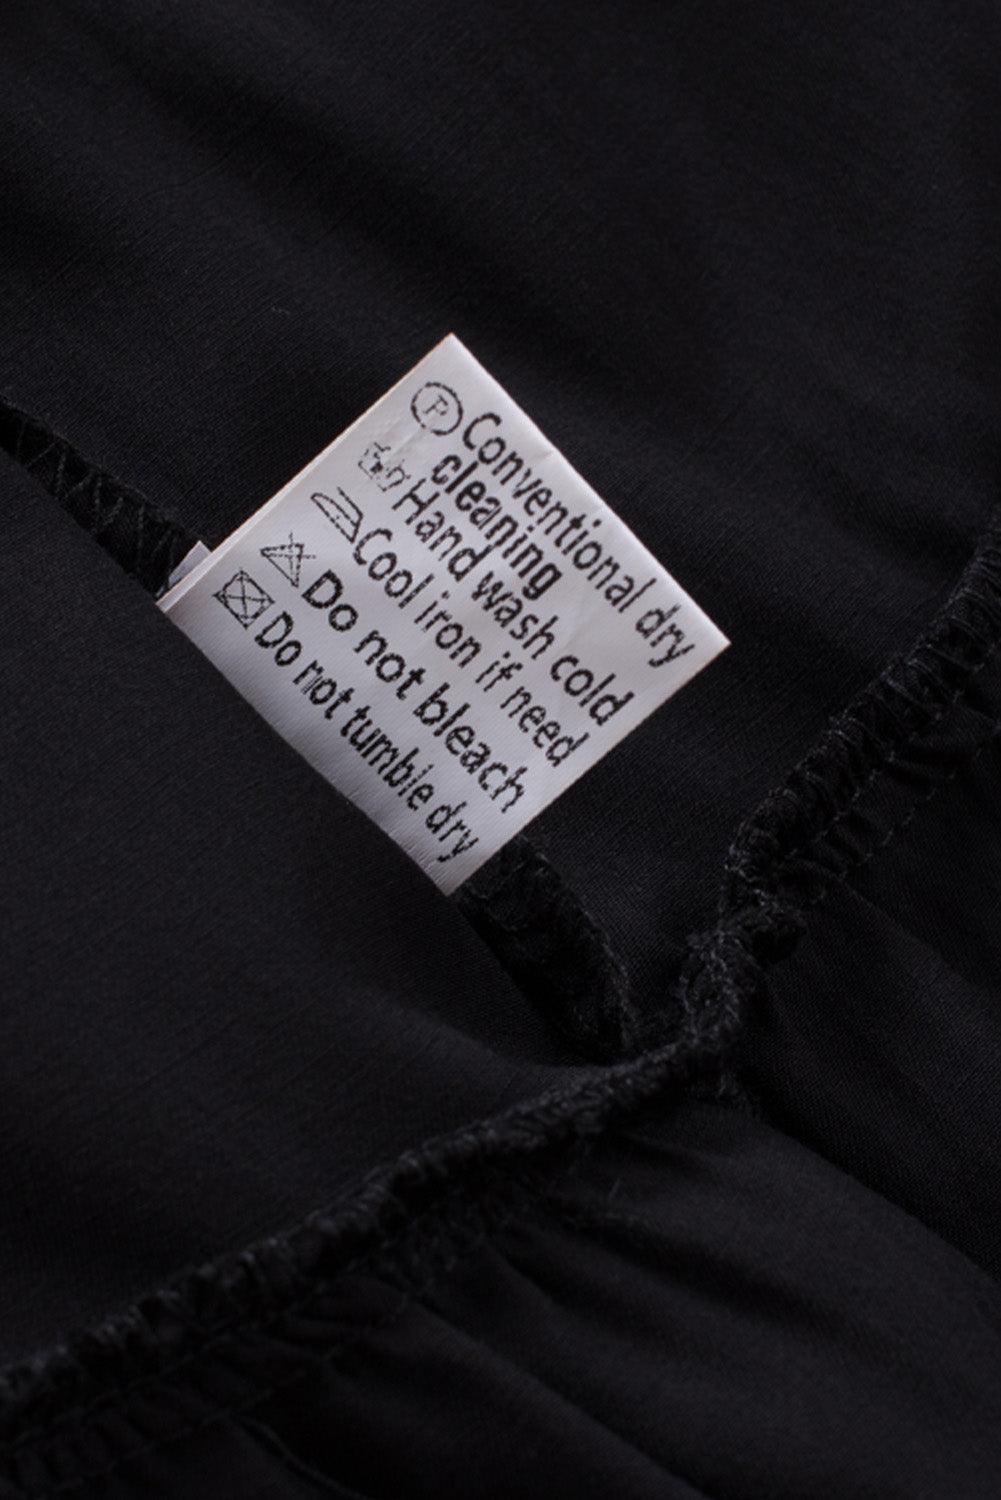 P Conventional dry
cleaning
Hand wash cold
Cool iron if need
Do not bleach
Do not tumble dry